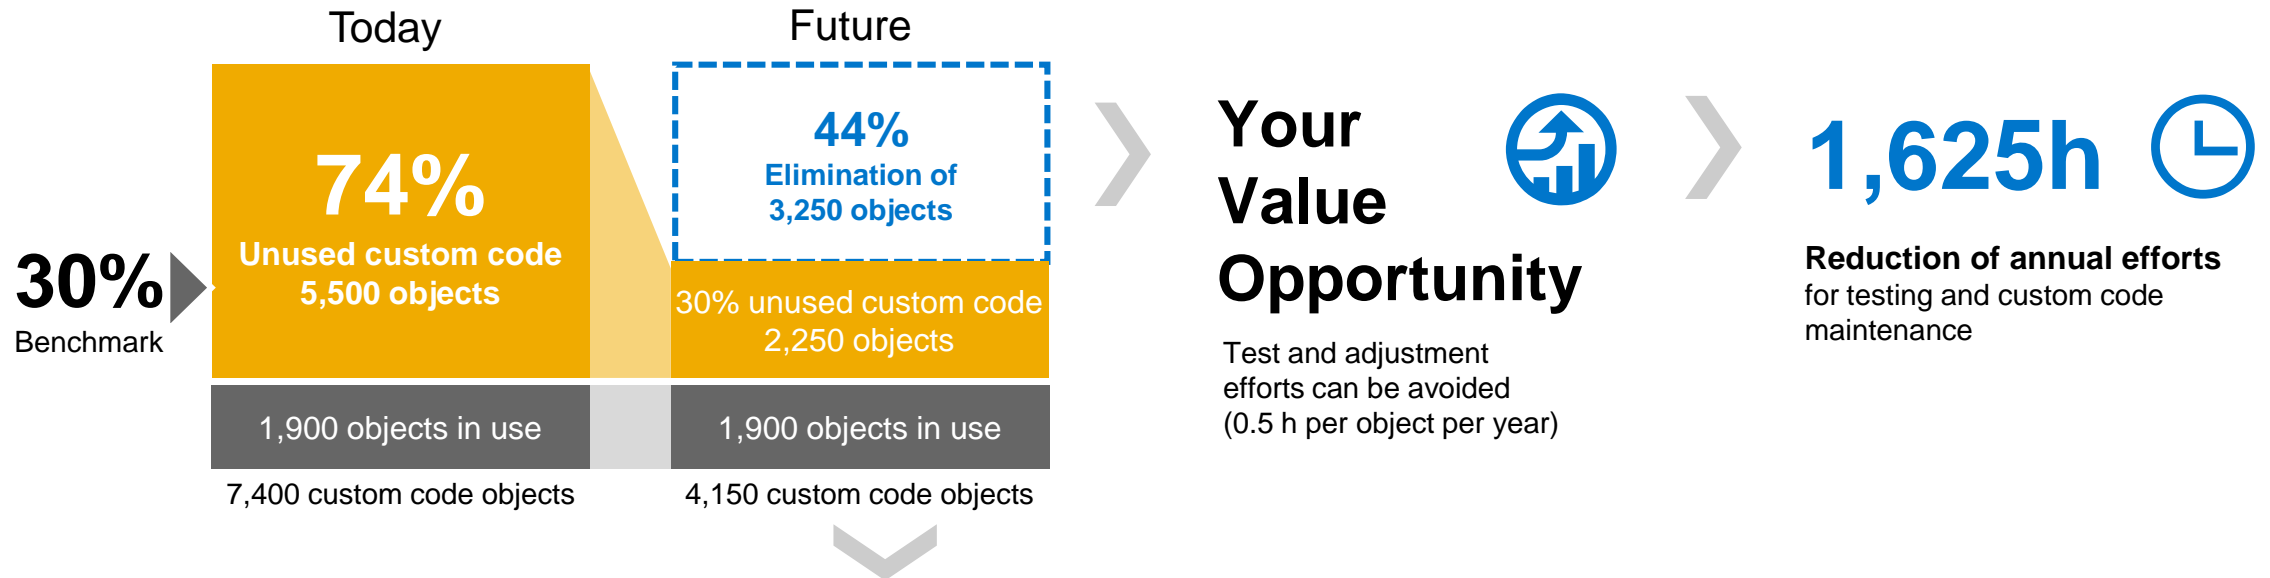 Today
Future
30%
Benchmark
74%
Unused custom code
5,500 objects
44%
Elimination of
3,250 objects
30% unused custom code
2,250 objects
1,900 objects in use
1,900 objects in use
7,400 custom code objects
4,150 custom code objects
Your
Value
Opportunity
Test and adjustment
efforts can be avoided
(0.5 h per object per year)
1,625h
Reduction of annual efforts
for testing and custom code
maintenance